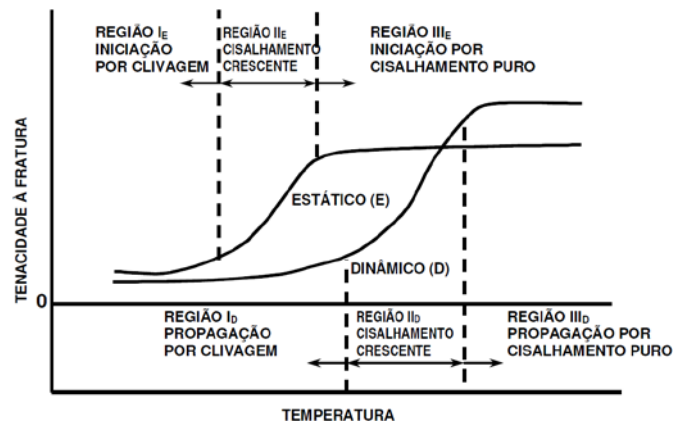 REGIÃO IE
INICIAÇÃO
POR CLIVAGEM
REGIÃO IIE
CISALHAMENTO
CRESCENTE
REGIÃO IIIE
INICIAÇÃO POR
CISALHAMENTO PURO
TENACIDADE À FRATURA
ESTÁTICO (E)
DINÂMICO (D)
0
REGIÃO ID
PROPAGAÇÃO
POR CLIVAGEM
REGIÃO IID
CISALHAMENTO
CRESCENTE
REGIÃO IIID
PROPAGAÇÃO POR
CISALHAMENTO PURO
TEMPERATURA